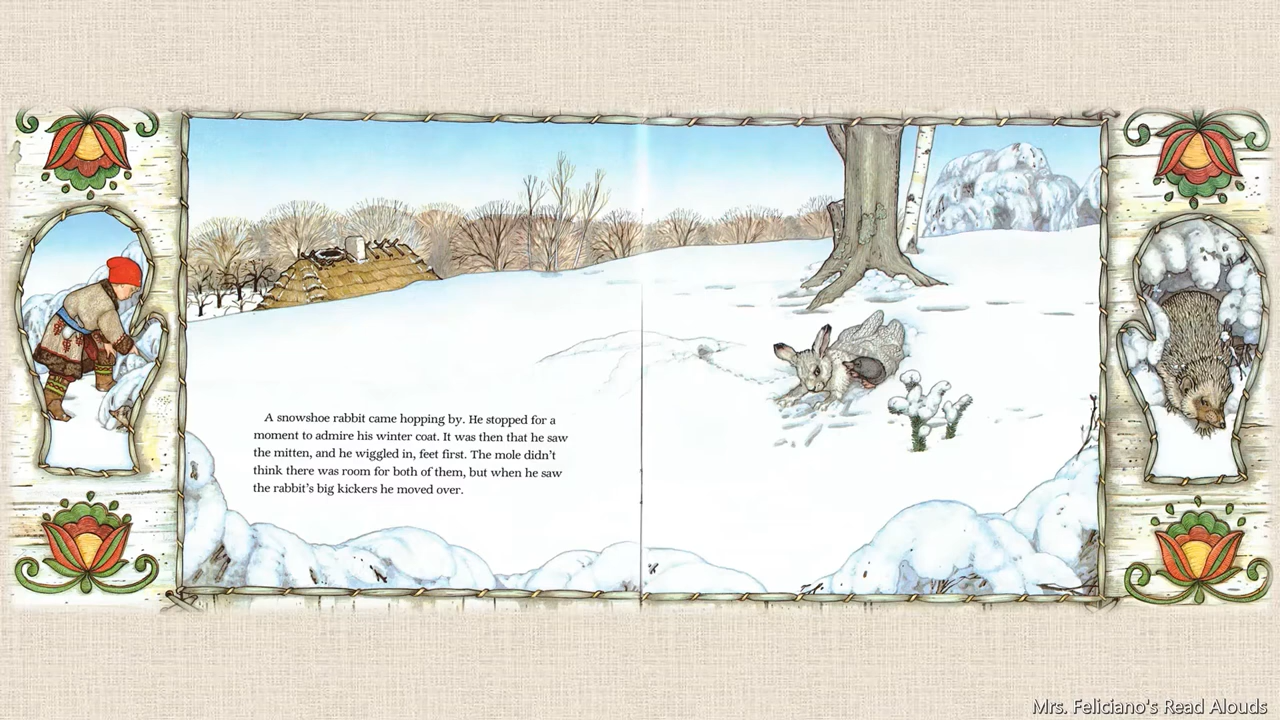 A snowshoe rabbit came hopping by. He stopped for a
moment to admire his winter coat. It was then that he saw
the mitten, and he wiggled in, feet first. The mole didn't
think there was room for both of them, but when he saw
the rabbit's big kickers he moved over.
Mrs. Feliciano's Read Alouds